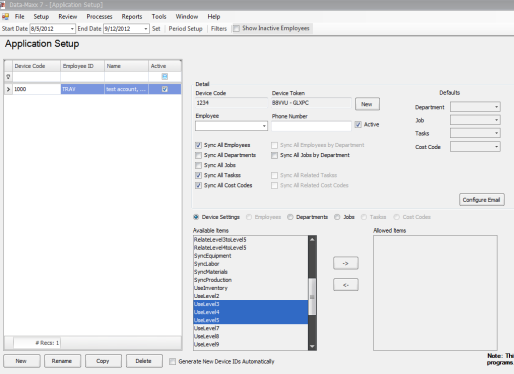 Data-Maxx 7 - [Application Setup]
File Setup Review Processes Reports Tools Window Help
Start Date 8/5/2012 End Date 9/12/2012 Set Period Setup Filters Show Inactive Employees
Application Setup
Device Code Employee ID Name Active
1000 TRAV test account, ...
# Recs: 1
New Rename Copy Delete Generate New Device IDs Automatically
Detail
Device Code Device Token
1234 B8VVU - GLXPC New
Employee Phone Number
Active
Sync All Employees Sync All Employees by Department
Sync All Departments Sync All Jobs by Department
Sync All Jobs
Sync All Tasks Sync All Related Tasks
Sync All Cost Codes Sync All Related Cost Codes
Defaults
Department
Job
Tasks
Cost Code
Configure Email
Device Settings Employees Departments Jobs Tasks Cost Codes
Available Items Allowed Items
RelateLevel3toLevel5
RelateLevel4toLevel5
SyncEquipment
SyncLabor
SyncMaterials
SyncProduction
UseInventory
UseLevel2
UseLevel3
UseLevel4
UseLevel5
UseLevel7
UseLevel8
UseLevel9
->
<-
Note: Thi
programs.